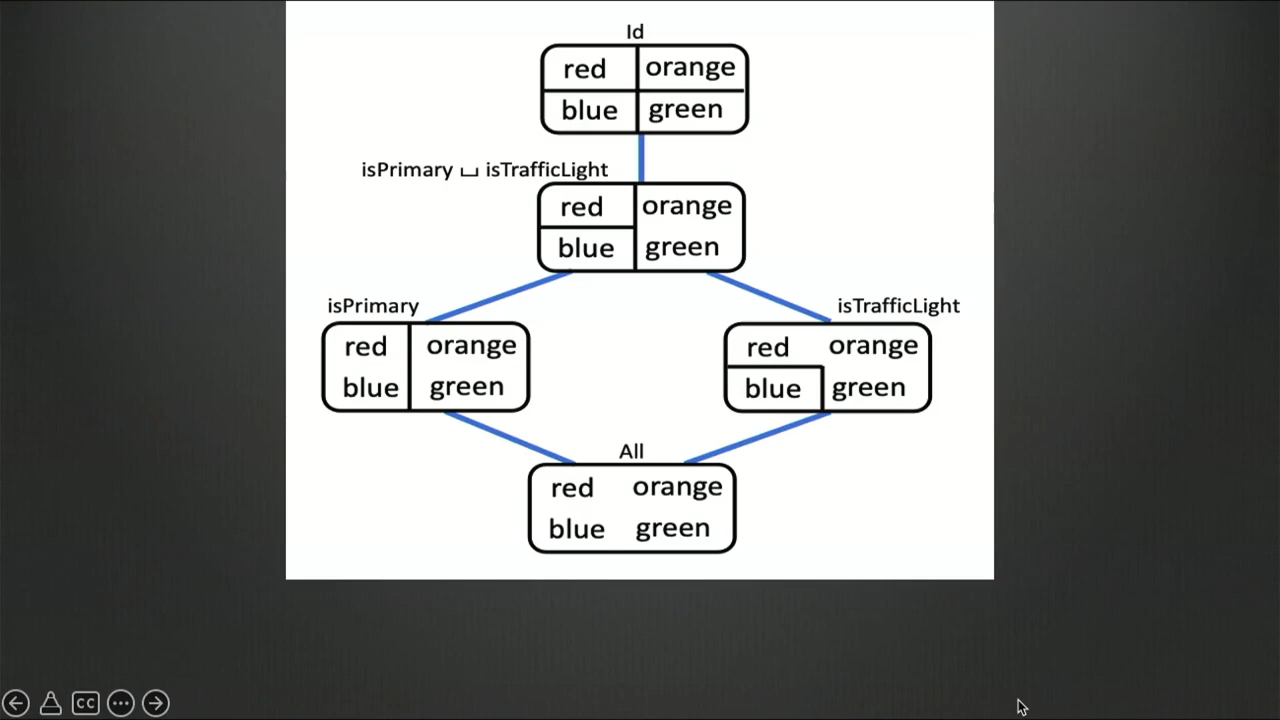 Id
red orange
blue green
isPrimary ⊔ isTrafficLight
red orange
blue green
isPrimary
isTrafficLight
red orange
blue green
red orange
blue green
All
red orange
blue green
CC